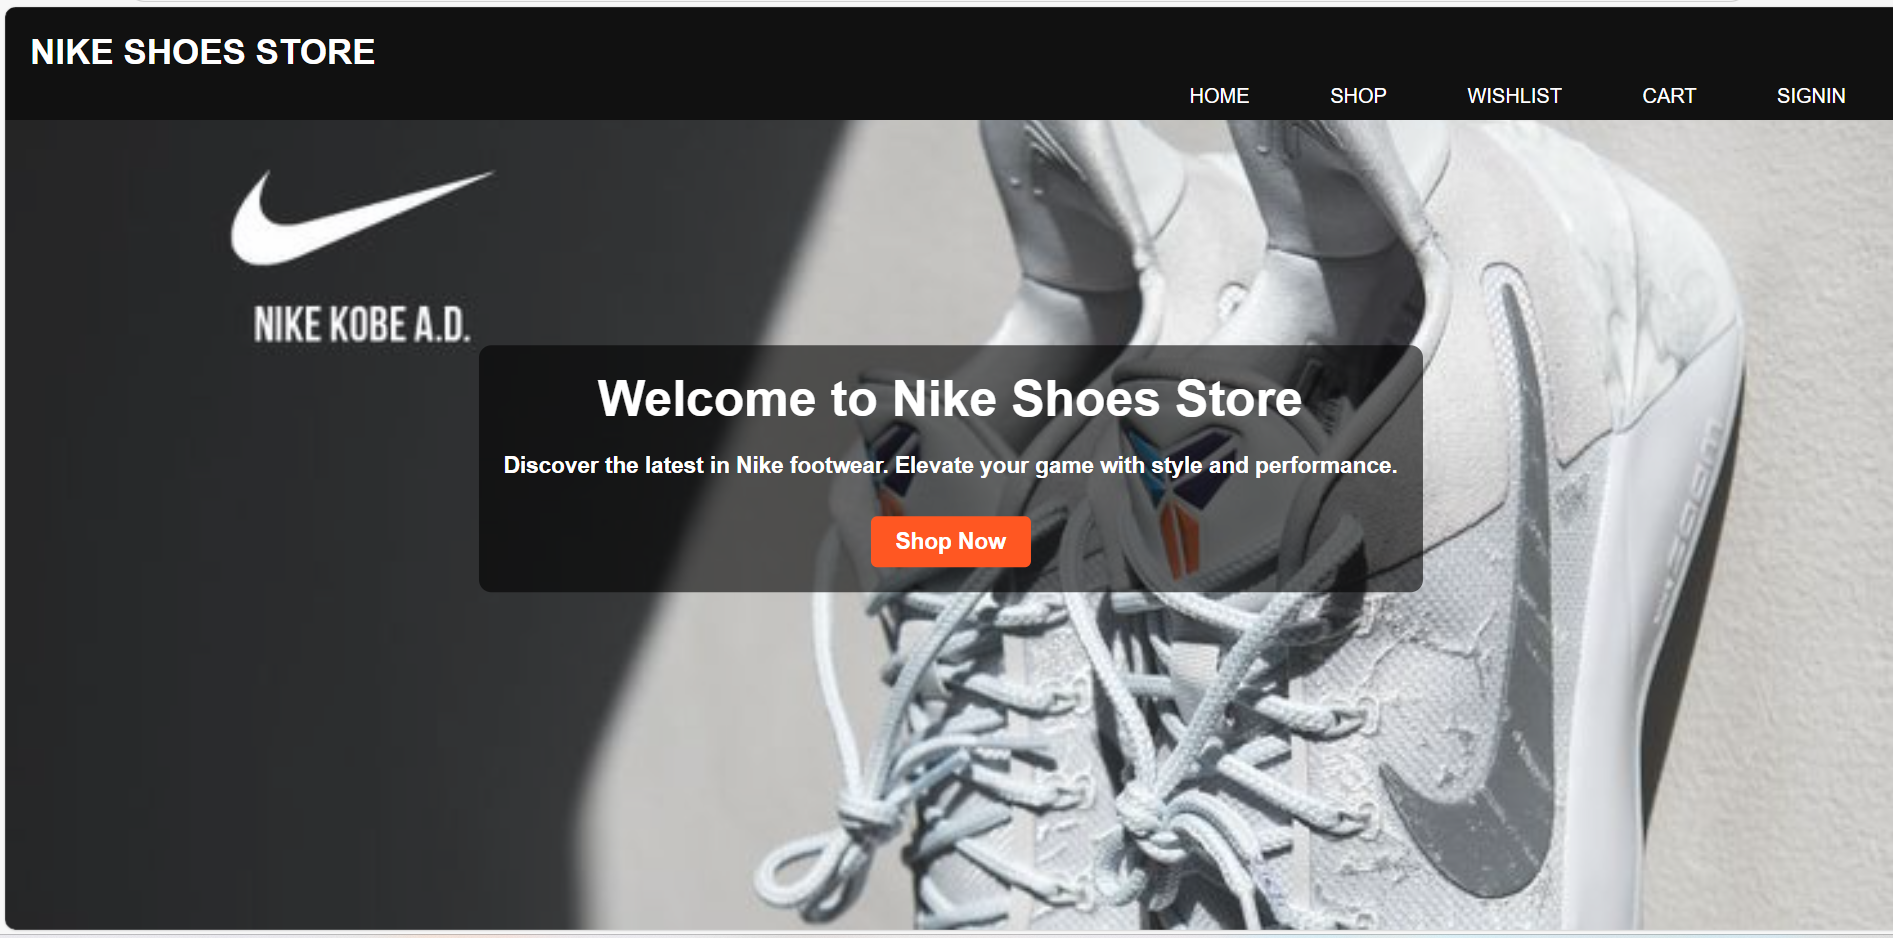 NIKE SHOES STORE
HOME SHOP WISHLIST CART SIGNIN
NIKE KOBE A.D.
Welcome to Nike Shoes Store
Discover the latest in Nike footwear. Elevate your game with style and performance.
Shop Now